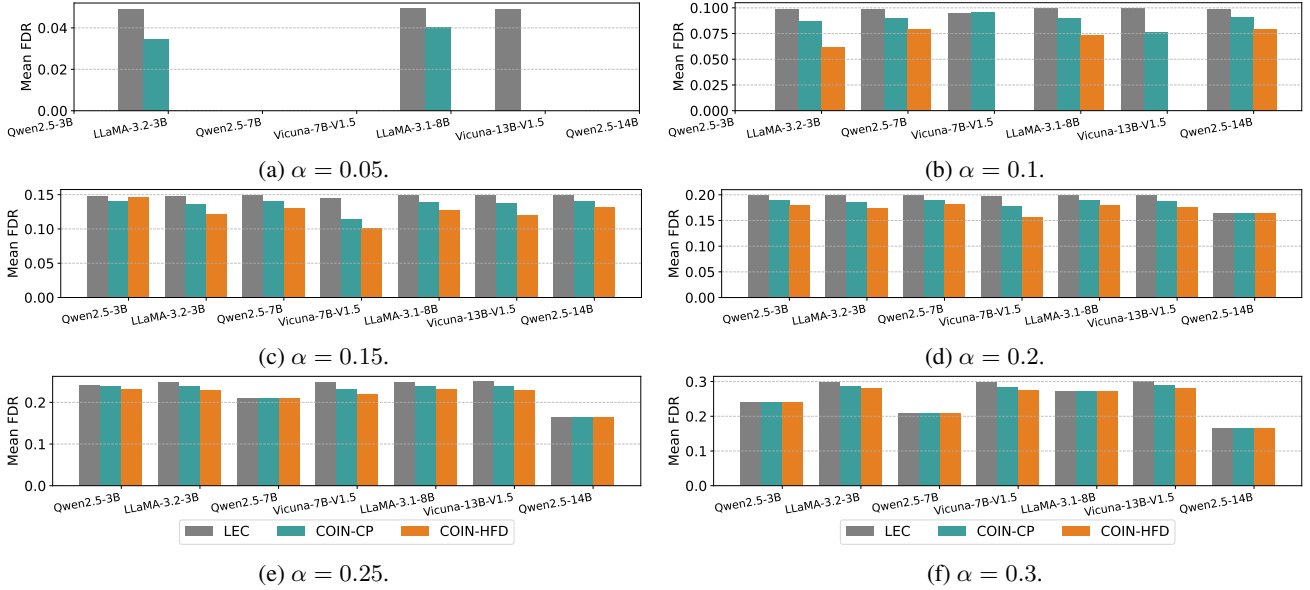 Mean FDR
0.04
0.02
0.00
Qwen2.5-3B LLaMA-3.2-3B Qwen2.5-7B Vicuna-7B-V1.5 LLaMA-3.1-8B Vicuna-13B-V1.5 Qwen2.5-14B
(a) α = 0.05.
Mean FDR
0.100
0.075
0.050
0.025
0.000
Qwen2.5-3B LLaMA-3.2-3B Qwen2.5-7B Vicuna-7B-V1.5 LLaMA-3.1-8B Vicuna-13B-V1.5 Qwen2.5-14B
(b) α = 0.1.
Mean FDR
0.15
0.10
0.05
0.00
Qwen2.5-3B LLaMA-3.2-3B Qwen2.5-7B Vicuna-7B-V1.5 LLaMA-3.1-8B Vicuna-13B-V1.5 Qwen2.5-14B
(c) α = 0.15.
Mean FDR
0.20
0.15
0.10
0.05
0.00
Qwen2.5-3B LLaMA-3.2-3B Qwen2.5-7B Vicuna-7B-V1.5 LLaMA-3.1-8B Vicuna-13B-V1.5 Qwen2.5-14B
(d) α = 0.2.
Mean FDR
0.2
0.1
0.0
Qwen2.5-3B LLaMA-3.2-3B Qwen2.5-7B Vicuna-7B-V1.5 LLaMA-3.1-8B Vicuna-13B-V1.5 Qwen2.5-14B
LEC COIN-CP COIN-HFD
(e) α = 0.25.
Mean FDR
0.3
0.2
0.1
0.0
Qwen2.5-3B LLaMA-3.2-3B Qwen2.5-7B Vicuna-7B-V1.5 LLaMA-3.1-8B Vicuna-13B-V1.5 Qwen2.5-14B
LEC COIN-CP COIN-HFD
(f) α = 0.3.